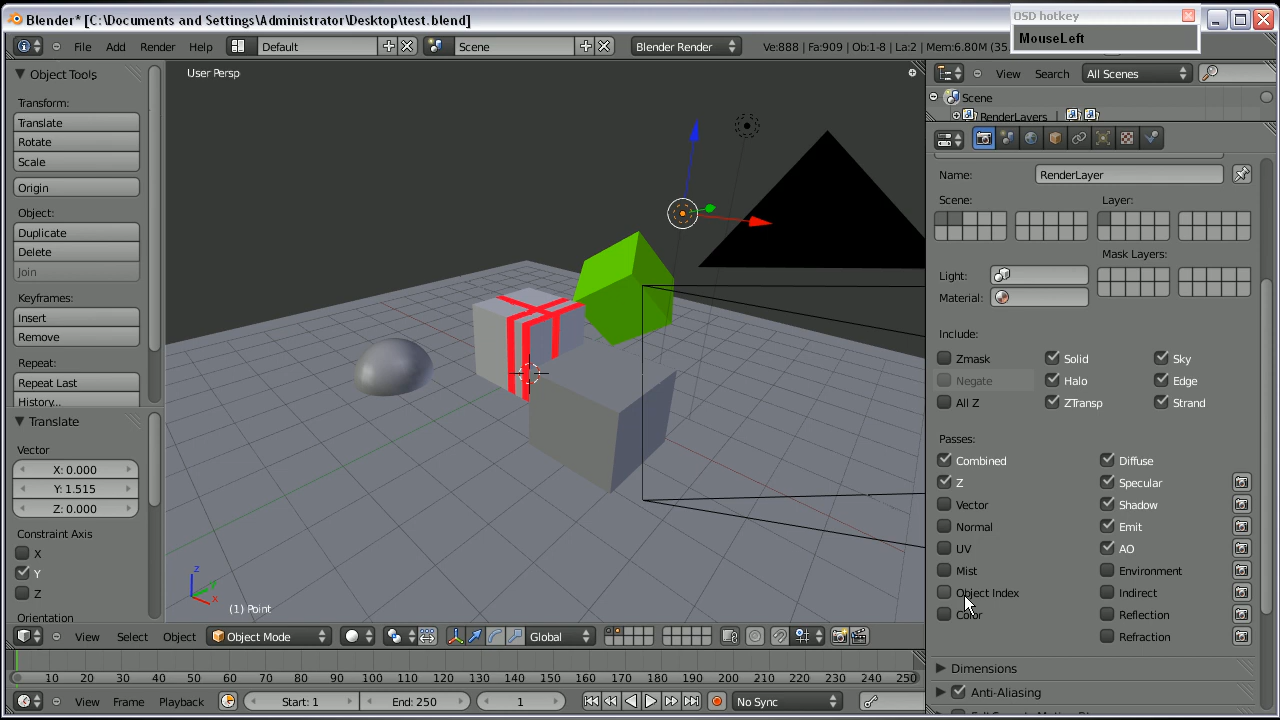 Blender* [C:\Documents and Settings\Administrator\Desktop\test.blend]
OSD hotkey
MouseLeft
File Add Render Help Default Scene Blender Render Ve:888 | Fa:909 | Ob:1-8 | La:2 | Mem:6.80M (35
View Search All Scenes
Scene
RenderLayers
Object Tools
Transform:
Translate
Rotate
Scale
Origin
Object:
Duplicate
Delete
Join
Keyframes:
Insert
Remove
Repeat:
Repeat Last
History...
Translate
Vector
X: 0.000
Y: 1.515
Z: 0.000
Constraint Axis
X
Y
Z
Orientation
User Persp
z
y
x
(1) Point
Name: RenderLayer
Scene: Layer:
Mask Layers:
Light:
Material:
Include:
Zmask Solid Sky
Negate Halo Edge
All Z ZTransp Strand
Passes:
Combined Diffuse
Z Specular
Vector Shadow
Normal Emit
UV AO
Mist Environment
Object Index Indirect
Color Reflection
Refraction
Dimensions
Anti-Aliasing
View Select Object Object Mode Global
10 20 30 40 50 60 70 80 90 100 110 120 130 140 150 160 170 180 190 200 210 220 230 240 250
View Frame Playback Start: 1 End: 250 1 No Sync